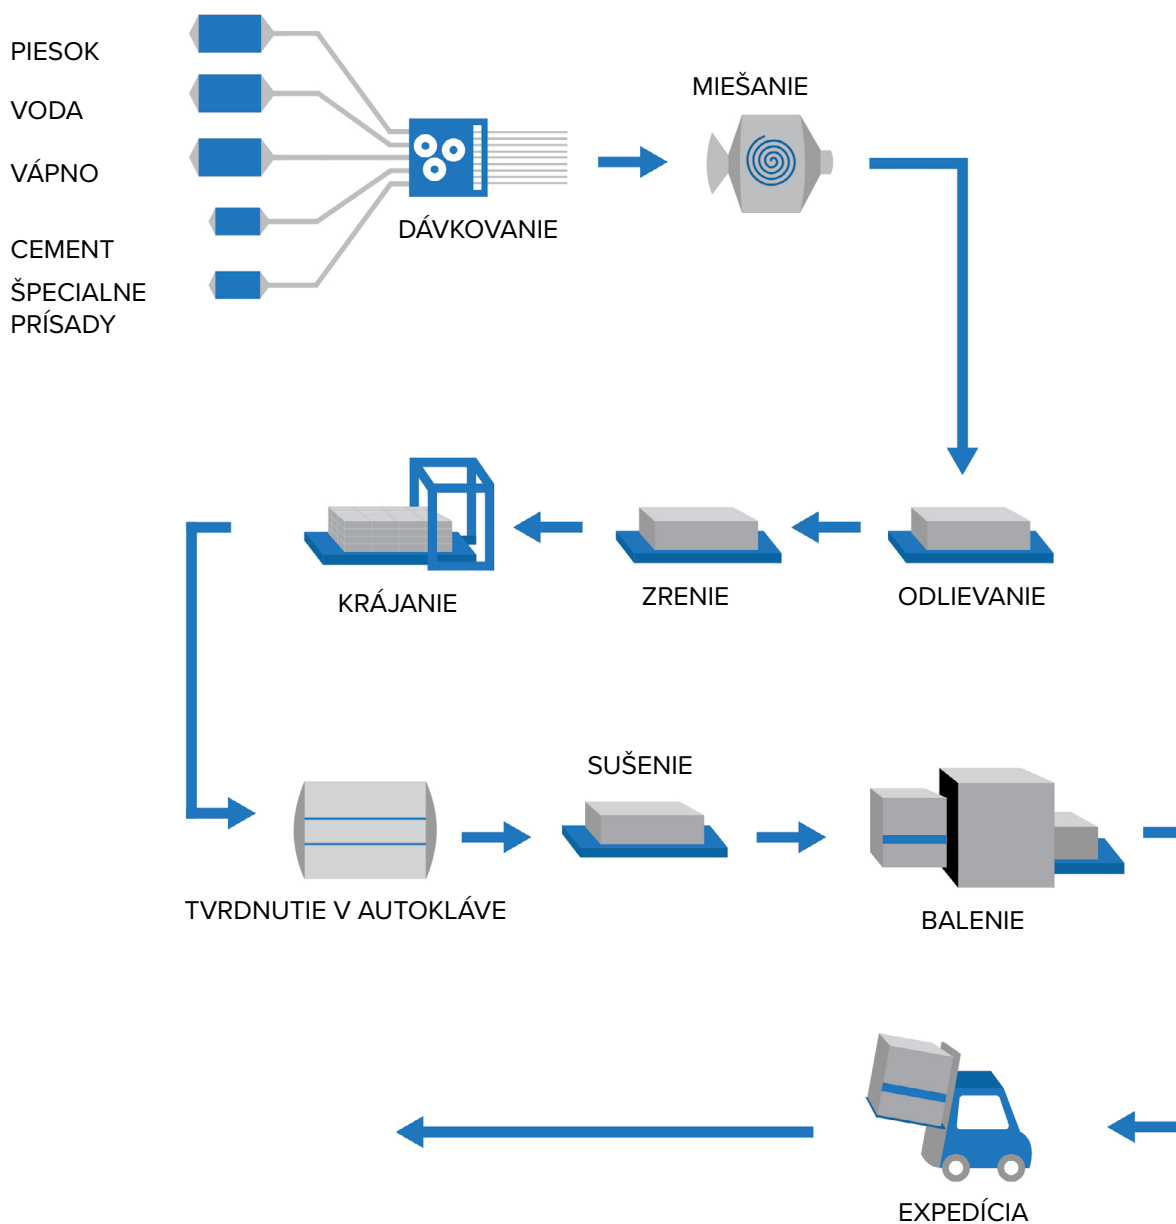 PIESOK
VODA
VÁPNO
CEMENT
ŠPECIALNE
PRÍSADY
DÁVKOVANIE
MIEŠANIE
KRÁJANIE
ZRENIE
ODLIEVANIE
TVRDNUTIE V AUTOKLÁVE
SUŠENIE
BALENIE
EXPEDÍCIA